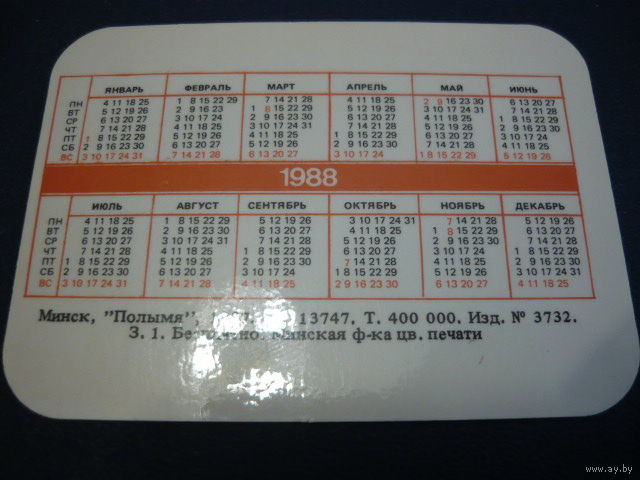 ЯНВАРЬ ФЕВРАЛЬ МАРТ АПРЕЛЬ МАЙ ИЮНЬ
ПН 4 11 18 25 1 8 15 22 29 7 14 21 28 4 11 18 25 2 9 16 23 30 6 13 20 27
ВТ 5 12 19 26 2 9 16 23 1 8 15 22 29 5 12 19 26 3 10 17 24 31 7 14 21 28
СР 6 13 20 27 3 10 17 24 2 9 16 23 30 6 13 20 27 4 11 18 25 1 8 15 22 29
ЧТ 7 14 21 28 4 11 18 25 3 10 17 24 31 7 14 21 28 5 12 19 26 2 9 16 23 30
ПТ 1 8 15 22 29 5 12 19 26 4 11 18 25 1 8 15 22 29 6 13 20 27 3 10 17 24
СБ 2 9 16 23 30 6 13 20 27 5 12 19 26 2 9 16 23 30 7 14 21 28 4 11 18 25
ВС 3 10 17 24 31 7 14 21 28 6 13 20 27 3 10 17 24 1 8 15 22 29 5 12 19 26
1988
ИЮЛЬ АВГУСТ СЕНТЯБРЬ ОКТЯБРЬ НОЯБРЬ ДЕКАБРЬ
ПН 4 11 18 25 1 8 15 22 29 5 12 19 26 3 10 17 24 31 7 14 21 28 5 12 19 26
ВТ 5 12 19 26 2 9 16 23 30 6 13 20 27 4 11 18 25 1 8 15 22 29 6 13 20 27
СР 6 13 20 27 3 10 17 24 31 7 14 21 28 5 12 19 26 2 9 16 23 30 7 14 21 28
ЧТ 7 14 21 28 4 11 18 25 1 8 15 22 29 6 13 20 27 3 10 17 24 1 8 15 22 29
ПТ 1 8 15 22 29 5 12 19 26 2 9 16 23 30 7 14 21 28 4 11 18 25 2 9 16 23 30
СБ 2 9 16 23 30 6 13 20 27 3 10 17 24 1 8 15 22 29 5 12 19 26 3 10 17 24 31
ВС 3 10 17 24 31 7 14 21 28 4 11 18 25 2 9 16 23 30 6 13 20 27 4 11 18 25
Минск, "Полымя", 13747. Т. 400 000. Изд. № 3732.
З. 1. Минская ф-ка цв. печати
www.ay.by